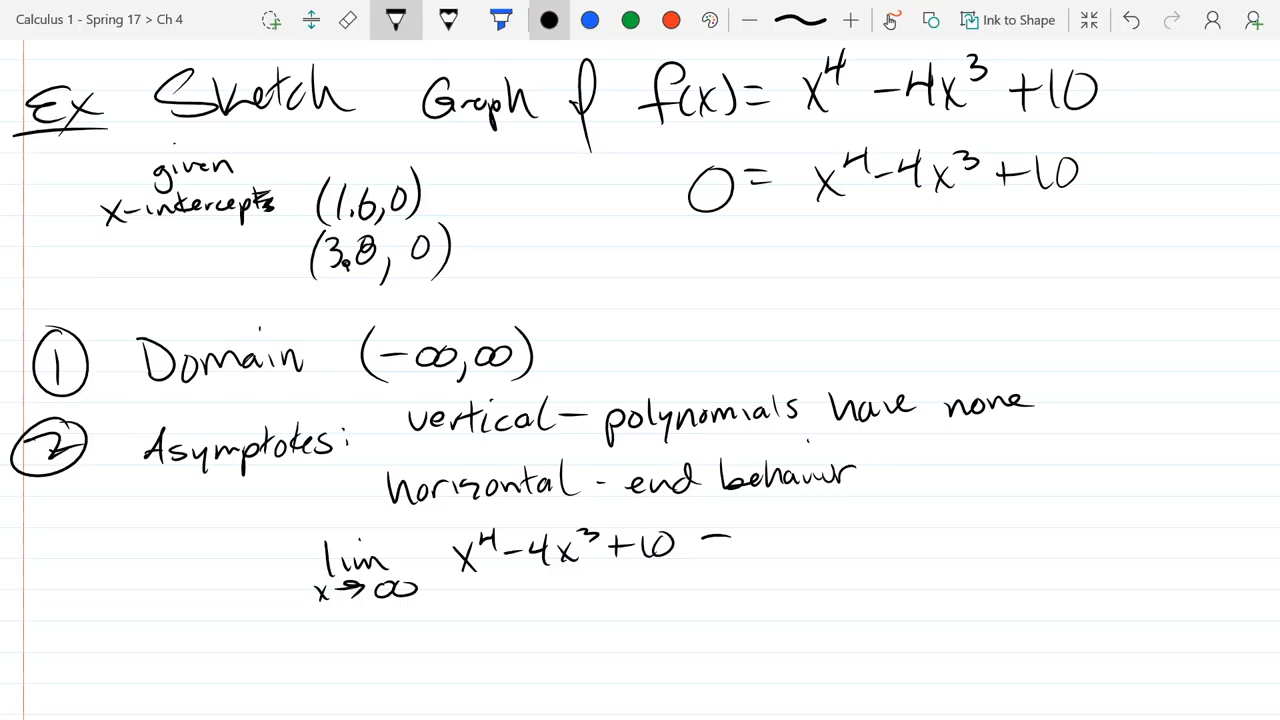 Calculus 1 - Spring 17 > Ch 4
Ink to Shape
Ex Sketch Graph of f(x) = x⁴ - 4x³ + 10
0 = x⁴ - 4x³ + 10
given
x-intercepts (1.6, 0)
(3.8, 0)
① Domain (-∞, ∞)
② Asymptotes: vertical - polynomials have none
horizontal - end behavior
lim x⁴ - 4x³ + 10 =
x → ∞